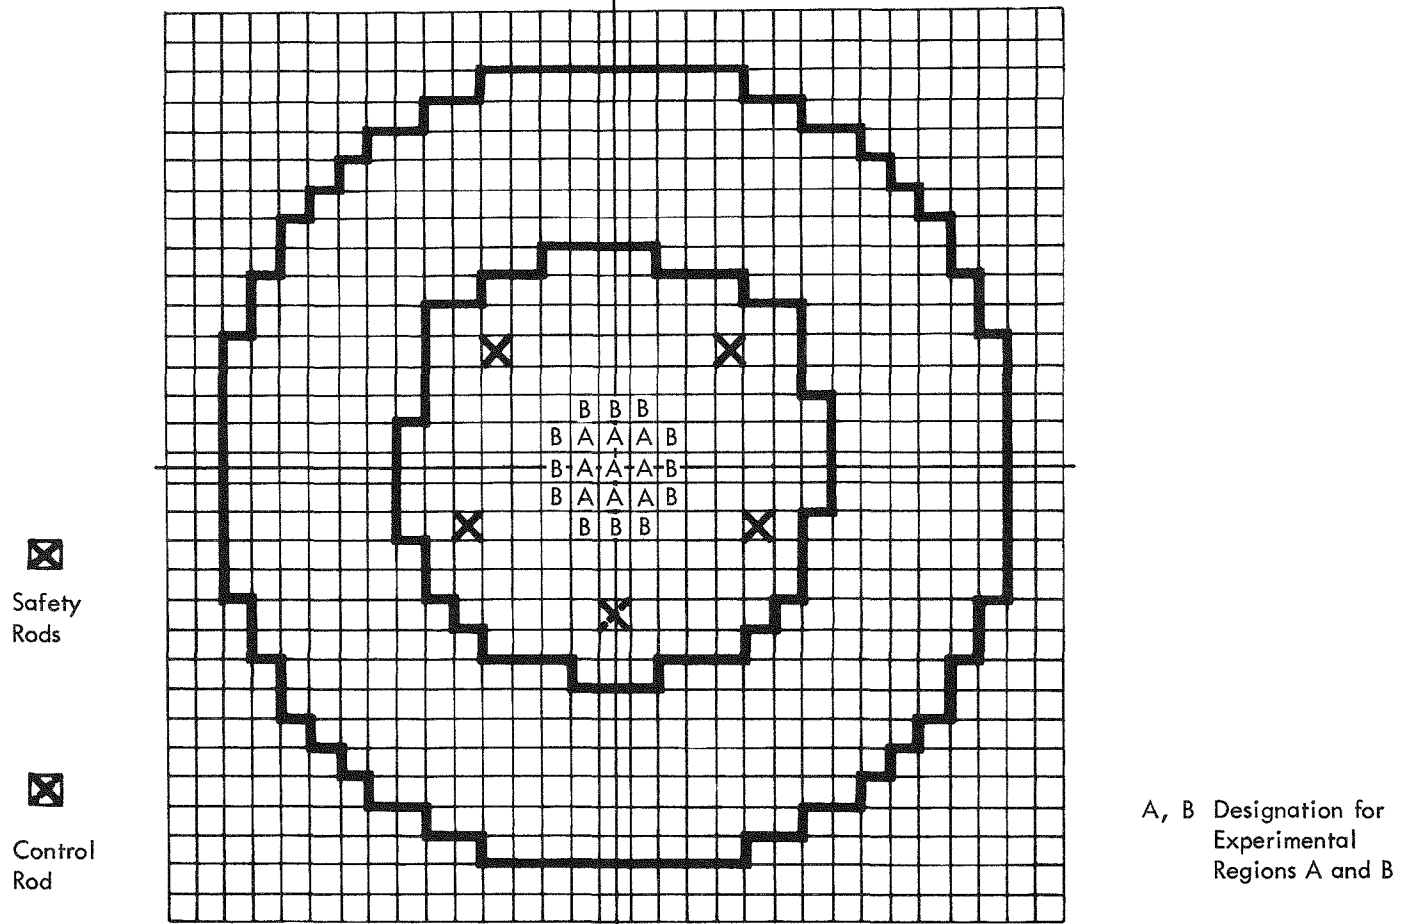 B B B
B A A A B
B A A A B
B A A A B
B B B
Safety
Rods
Control
Rod
A, B Designation for
Experimental
Regions A and B